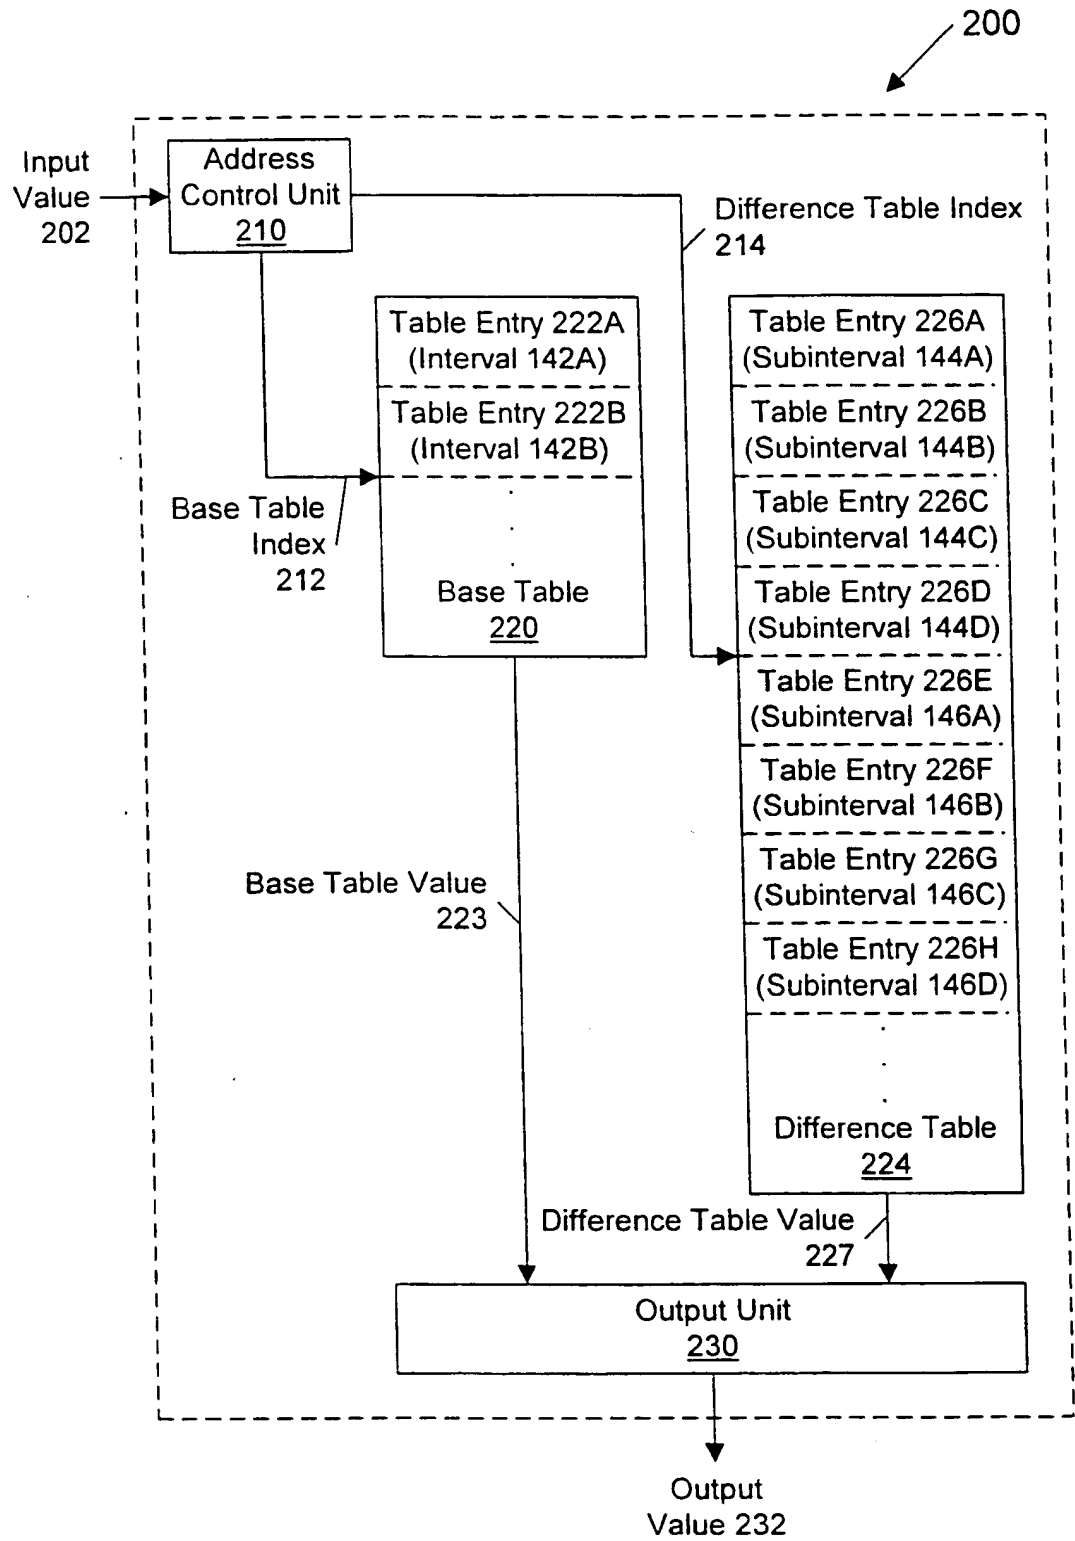 200
Input
Value
202
Address
Control Unit
210
Difference Table Index
214
Table Entry 222A
(Interval 142A)
Table Entry 222B
(Interval 142B)
.
.
.
Base Table
220
Base Table
Index
212
Table Entry 226A
(Subinterval 144A)
Table Entry 226B
(Subinterval 144B)
Table Entry 226C
(Subinterval 144C)
Table Entry 226D
(Subinterval 144D)
Table Entry 226E
(Subinterval 146A)
Table Entry 226F
(Subinterval 146B)
Table Entry 226G
(Subinterval 146C)
Table Entry 226H
(Subinterval 146D)
.
.
.
Difference Table
224
Base Table Value
223
Difference Table Value
227
Output Unit
230
Output
Value 232